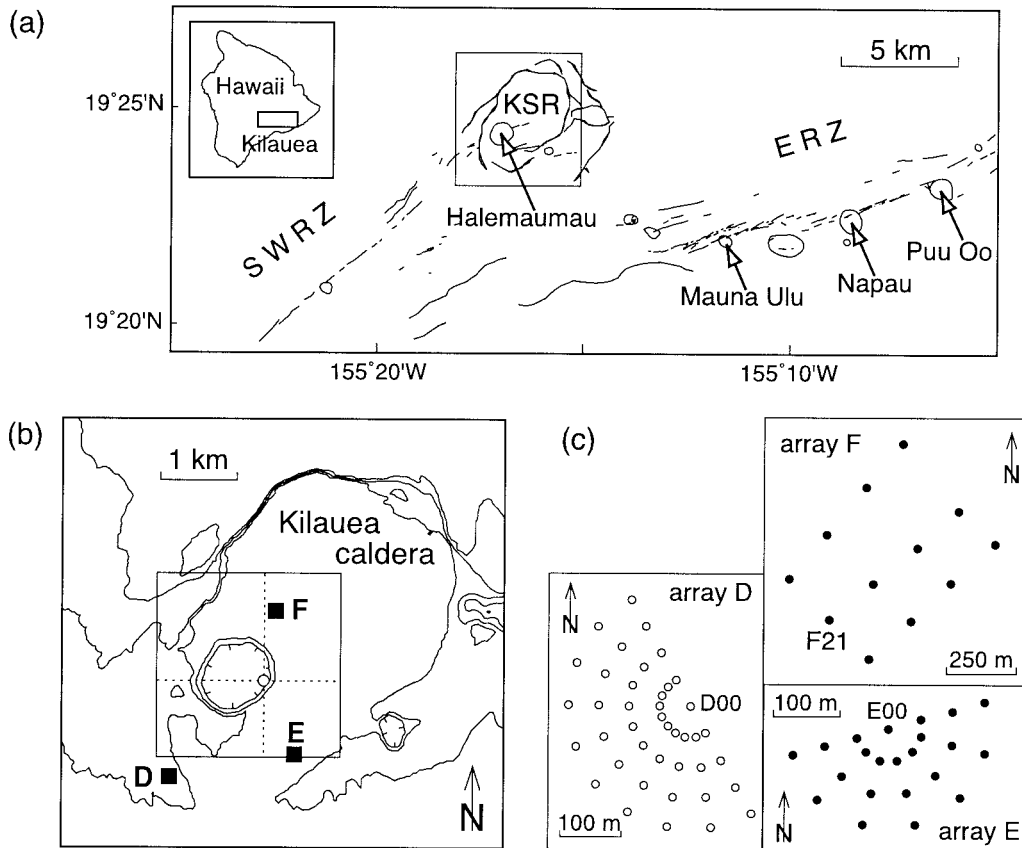 (a)
Hawaii
Kilauea
KSR
5 km
19°25'N
ERZ
Halemaumau
SWRZ
Puu Oo
Napau
Mauna Ulu
19°20'N
155°20'W
155°10'W
(b)
1 km
Kilauea
caldera
F
E
D
N
(c)
array F
N
F21
250 m
array D
N
D00
100 m
100 m
E00
N
array E